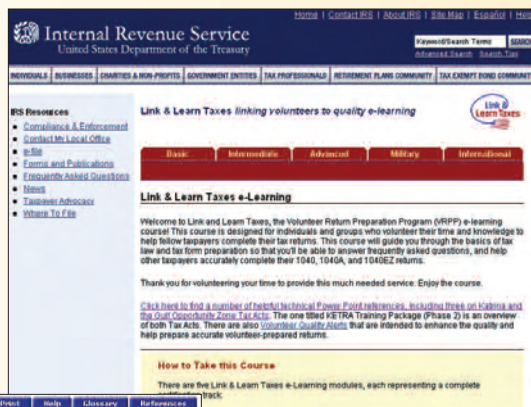 Home | Contact IRS | About IRS | Site Map | Español | Help
Internal Revenue Service
United States Department of the Treasury
Keyword/Search Terms SEARCH
Advanced Search Search Tips
INDIVIDUALS BUSINESSES CHARITIES & NON-PROFITS GOVERNMENT ENTITIES TAX PROFESSIONALS RETIREMENT PLANS COMMUNITY TAX EXEMPT BOND COMMUNITY
IRS Resources
Compliance & Enforcement
Contact My Local Office
e-file
Forms and Publications
Frequently Asked Questions
News
Taxpayer Advocacy
Where To File
Link & Learn Taxes linking volunteers to quality e-learning
Link &
Learn Taxes
Basic Intermediate Advanced Military International
Link & Learn Taxes e-Learning
Welcome to Link and Learn Taxes, the Volunteer Return Preparation Program (VRPP) e-learning
course! This course is designed for individuals and groups who volunteer their time and knowledge to
help fellow taxpayers complete their tax returns. This course will guide you through the basics of tax
law and tax form preparation so that you'll be able to answer frequently asked questions, and help
other taxpayers accurately complete their 1040, 1040A, and 1040EZ returns.
Thank you for volunteering your time to provide this much needed service. Enjoy the course.
Click here to find a number of helpful technical Power Point references, including three on Katrina and
the Gulf Opportunity Zone Tax Acts. The one titled KETRA Training Package (Phase 2) is an overview
of both Tax Acts. There are also Volunteer Quality Alerts that are intended to enhance the quality and
help prepare accurate volunteer-prepared returns.
How to Take this Course
There are five Link & Learn Taxes e-Learning modules, each representing a complete
certification track:
Print Help Glossary References